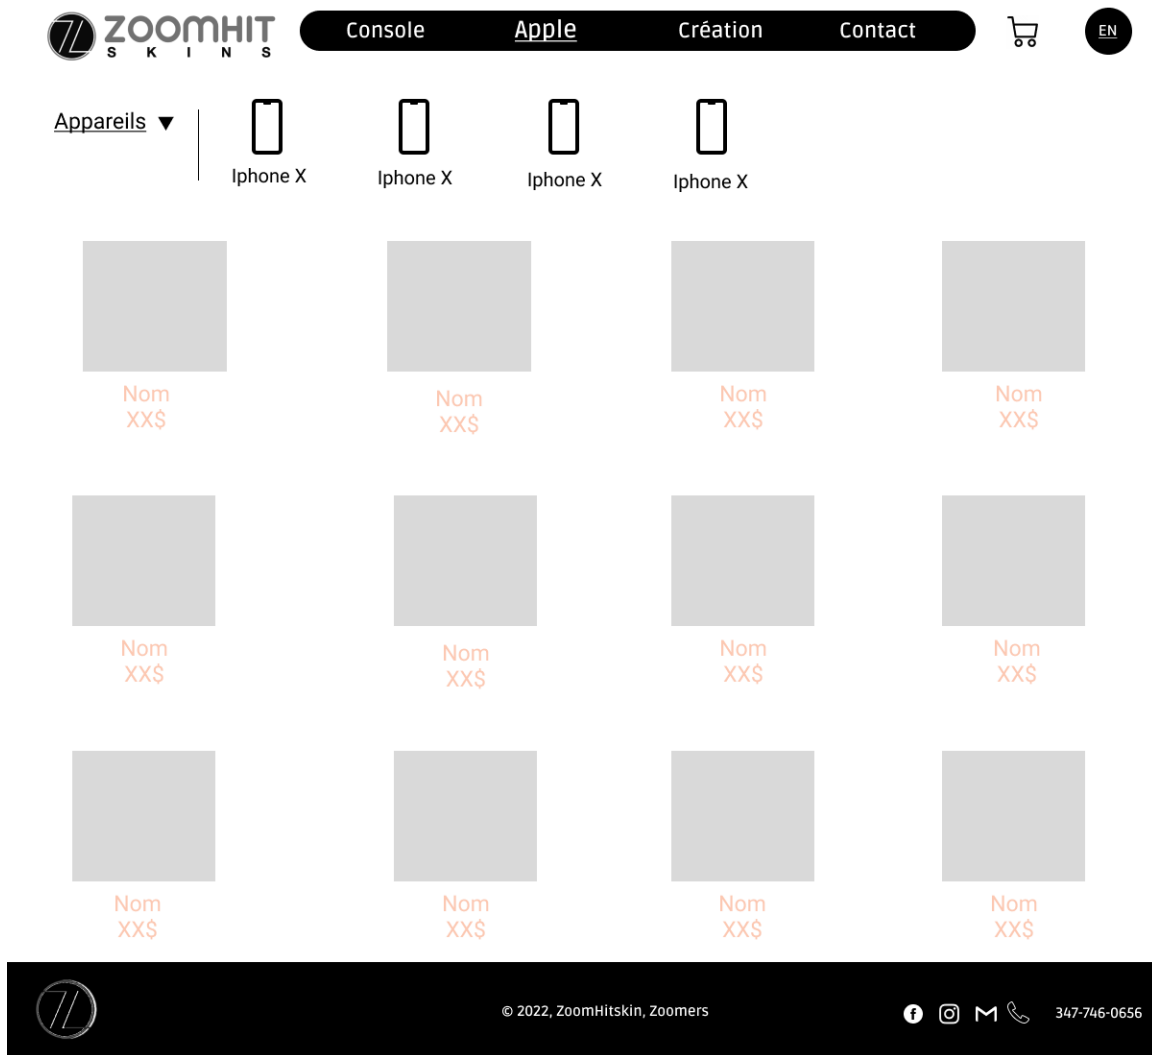 ZOOMHIT
SKINS
Console Apple Création Contact
EN
Appareils
Iphone X Iphone X Iphone X Iphone X
Nom Nom Nom Nom
XX$ XX$ XX$ XX$
Nom Nom Nom Nom
XX$ XX$ XX$ XX$
Nom Nom Nom Nom
XX$ XX$ XX$ XX$
© 2022, ZoomHitskin, Zoomers
347-746-0656